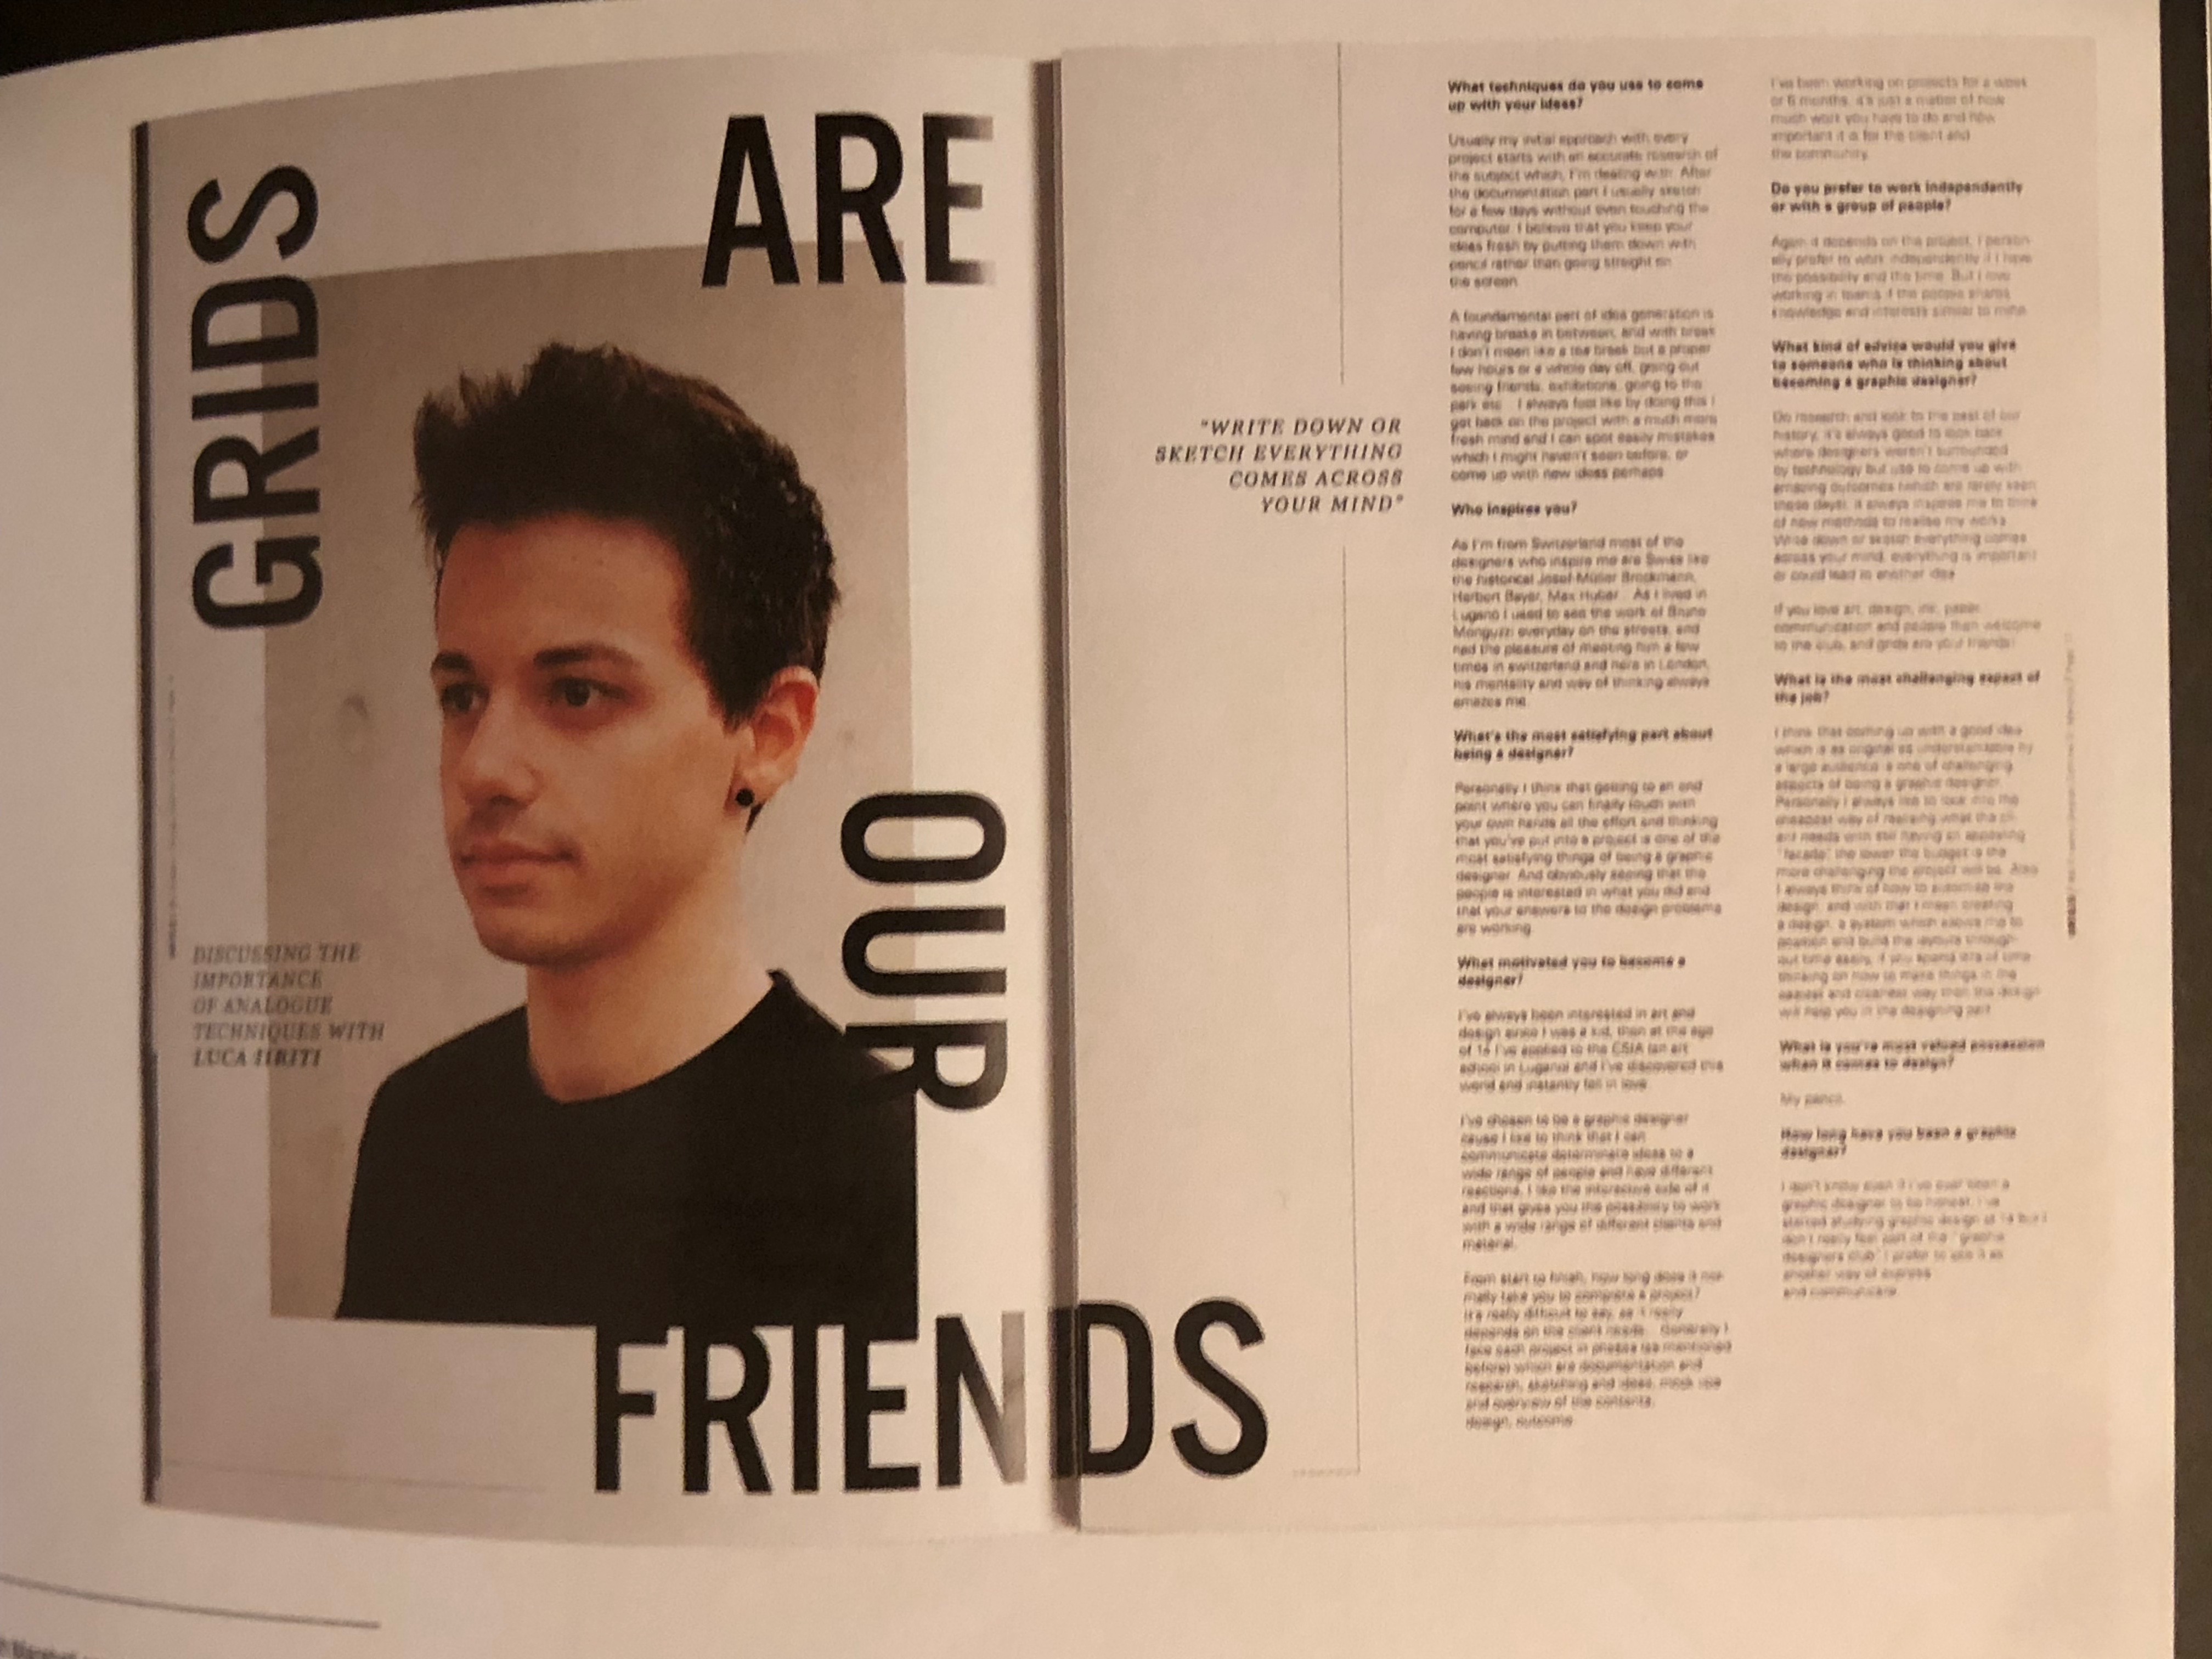 GRIDS
ARE
OUR
FRIENDS
DISCUSSING THE
IMPORTANCE
OF ANALOGUE
TECHNIQUES WITH
LUCA
"WRITE DOWN OR
SKETCH EVERYTHING
COMES ACROSS
YOUR MIND"
What techniques do you use to come
up with your ideas?
Usually my initial approach with every
project starts with an accurate research of
the subject which, I'm dealing with. After
the documentation part I usually sketch
for a few days without even touching the
computer. I believe that you keep your
ideas fresh by putting them down with
pencil rather than going straight on
the screen.
A foundamental part of idea generation is
having breaks in between, and with break
I don't mean like a tea break but a proper
few hours or a whole day off, going out
seeing friends, exhibitions, going to the
park etc... I always feel like by doing this I
get back on the project with a much more
fresh mind and I can spot easily mistakes
which I might haven't seen before, or
come up with new ideas perhaps.
Who inspires you?
As I'm from Switzerland most of the
designers who inspire me are Swiss like
the historical Josef Müller Brockmann,
Herbert Bayer, Max Huber... As I lived in
Lugano I used to see the work of Bruno
Monguzzi everyday on the streets, and
had the pleasure of meeting him a few
times in switzerland and here in London,
his mentality and way of thinking always
amazes me.
What's the most satisfying part about
being a designer?
Personally I think that getting to an end
point where you can finally touch with
your own hands all the effort and thinking
that you've put into a project is one of the
most satisfying things of being a graphic
designer. And obviously seeing that the
people is interested in what you did and
that your answers to the design problems
are working.
What motivated you to become a
designer?
I've always been interested in art and
design since I was a kid, then at the age
of 14 I've applied to the CSIA (an art
school in Lugano) and I've discovered this
world and instantly fell in love.
I've chosen to be a graphic designer
cause I like to think that I can
communicate determinate ideas to a
wide range of people and have different
reactions. I like the interactive side of it
and that gives you the possibility to work
with a wide range of different clients and
material.
From start to finish, how long does it nor-
mally take you to complete a project?
It's really difficult to say, as it really
depends on the client needs... Generally I
face each project in phases (as mentioned
before) which are documentation and
research, sketching and ideas, mock ups
and overview of the contents,
design, outcome.
I've been working on projects for a week
or 6 months, it's just a matter of how
much work you have to do and how
important it is for the client and
the community.
Do you prefer to work independantly
or with a group of people?
Again it depends on the project, I person-
ally prefer to work independently if I have
the possibility and the time. But I love
working in teams if the people shares
knowledge and interests similar to mine.
What kind of advice would you give
to someone who is thinking about
becoming a graphic designer?
Do research and look to the past of our
history, it's always good to look back
where designers weren't surrounded
by technology but use to come up with
amazing outcomes (which are rarely seen
these days). It always inspires me to think
of new methods to realise my works.
Write down or sketch everything comes
across your mind, everything is important
or could lead to another idea.
If you love art, design, ink, paper,
communication and people then welcome
to the club, and grids are your friends!
What is the most challenging aspect of
the job?
I think that coming up with a good idea
which is as original as understandable by
a large audience is one of challenging
aspects of being a graphic designer.
Personally I always like to look into the
cheapest way of realising what the cli-
ent needs with still having an appealing
"facade", the lower the budget is the
more challenging the project will be. Also
I always think of how to automise the
design, and with that I mean creating
a design, a system which allows me to
position and build the layouts through-
out time easily, if you spend lots of time
thinking on how to make things in the
easiest and cleanest way then the design
will help you in the designing part.
What is you're most valued possession
when it comes to design?
My pencil.
How long have you been a graphic
designer?
I don't know even if I've ever been a
graphic designer to be honest. I've
started studying graphic design at 14 but I
don't really feel part of the "graphic
designers club" I prefer to use it as
another way of express
and communicate.